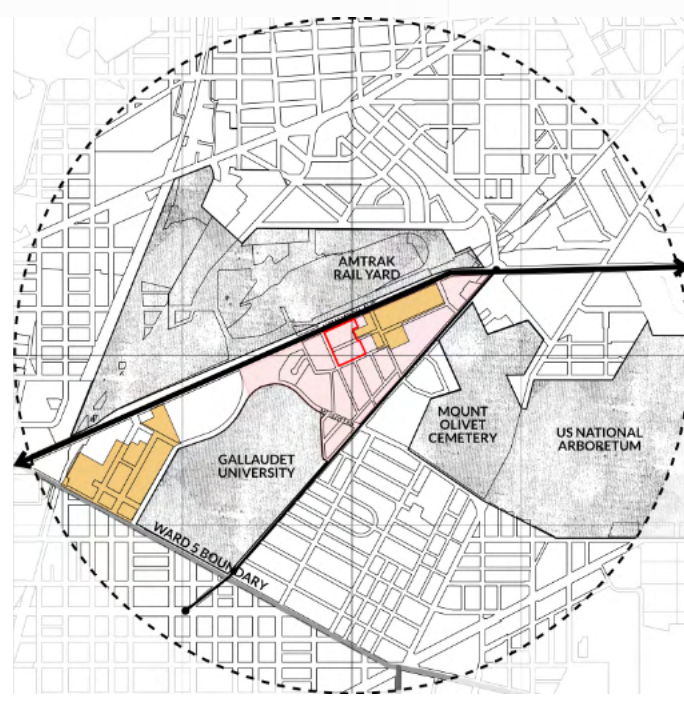 AMTRAK
RAIL YARD
MOUNT
OLIVET
CEMETERY
US NATIONAL
ARBORETUM
GALLAUDET
UNIVERSITY
WARD 5 BOUNDARY